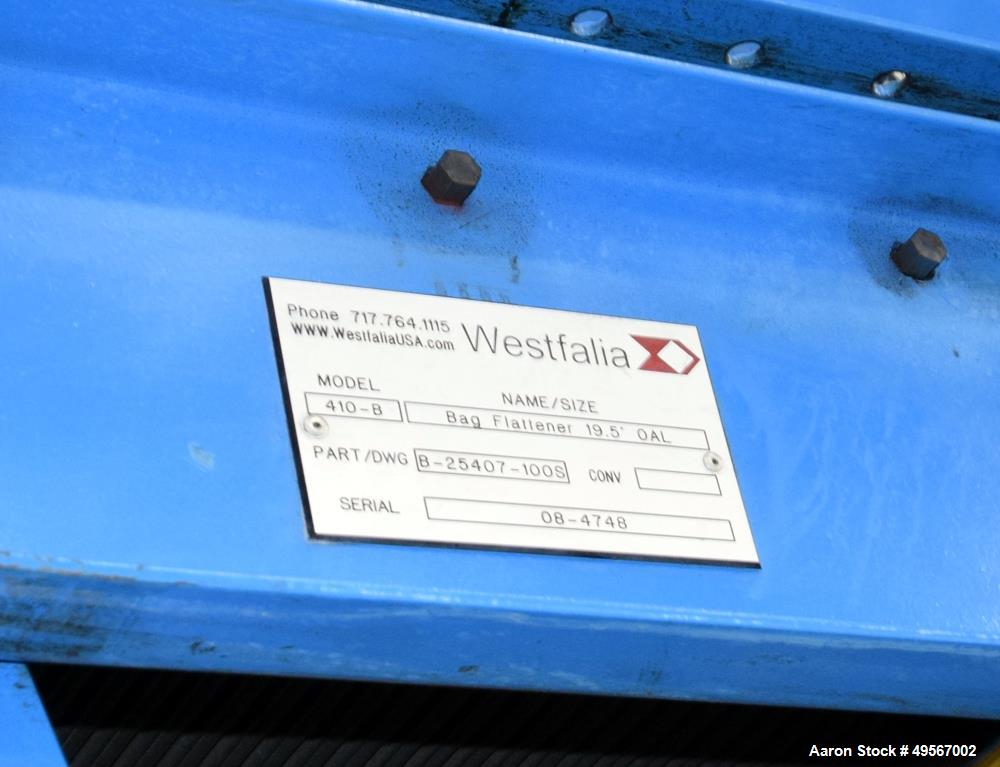 Phone 717.764.1115
WWW.WestfaliaUSA.com
Westfalia
MODEL
NAME/SIZE
410-B
Bag Flattener 19.5' OAL
PART/DWG B-25407-100S CONV
SERIAL 08-4748
Aaron Stock # 49567002